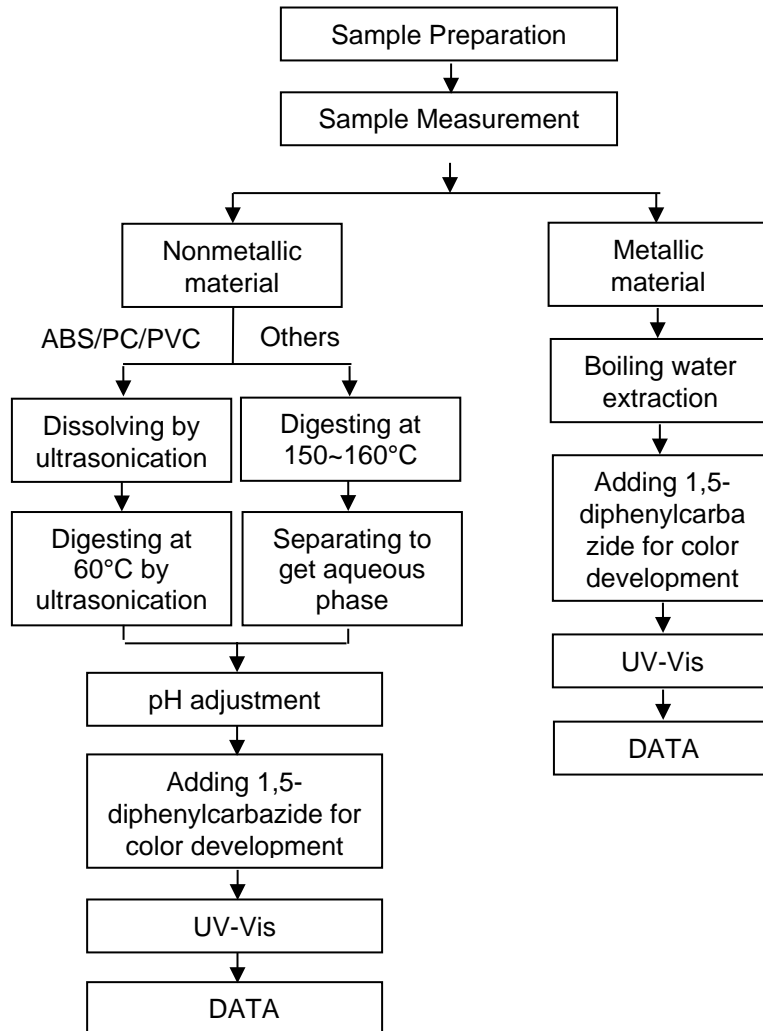 Sample Preparation
Sample Measurement
Nonmetallic
material
Metallic
material
ABS/PC/PVC
Others
Dissolving by
ultrasonication
Digesting at
150~160°C
Boiling water
extraction
Digesting at
60°C by
ultrasonication
Separating to
get aqueous
phase
Adding 1,5-
diphenylcarba
zide for color
development
pH adjustment
UV-Vis
DATA
Adding 1,5-
diphenylcarbazide for
color development
UV-Vis
DATA